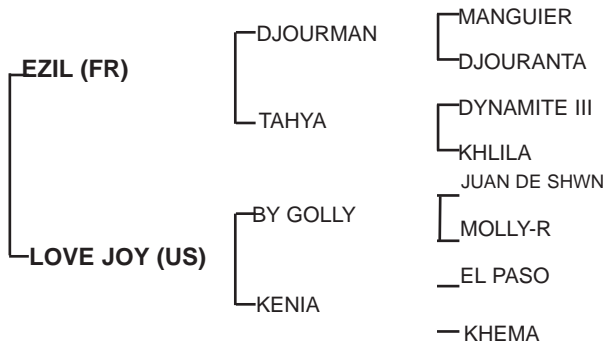 EZIL (FR)
DJOURMAN
MANGUIER
DJOURANTA
TAHYA
DYNAMITE III
KHLILA
LOVE JOY (US)
BY GOLLY
JUAN DE SHWN
MOLLY-R
KENIA
EL PASO
KHEMA